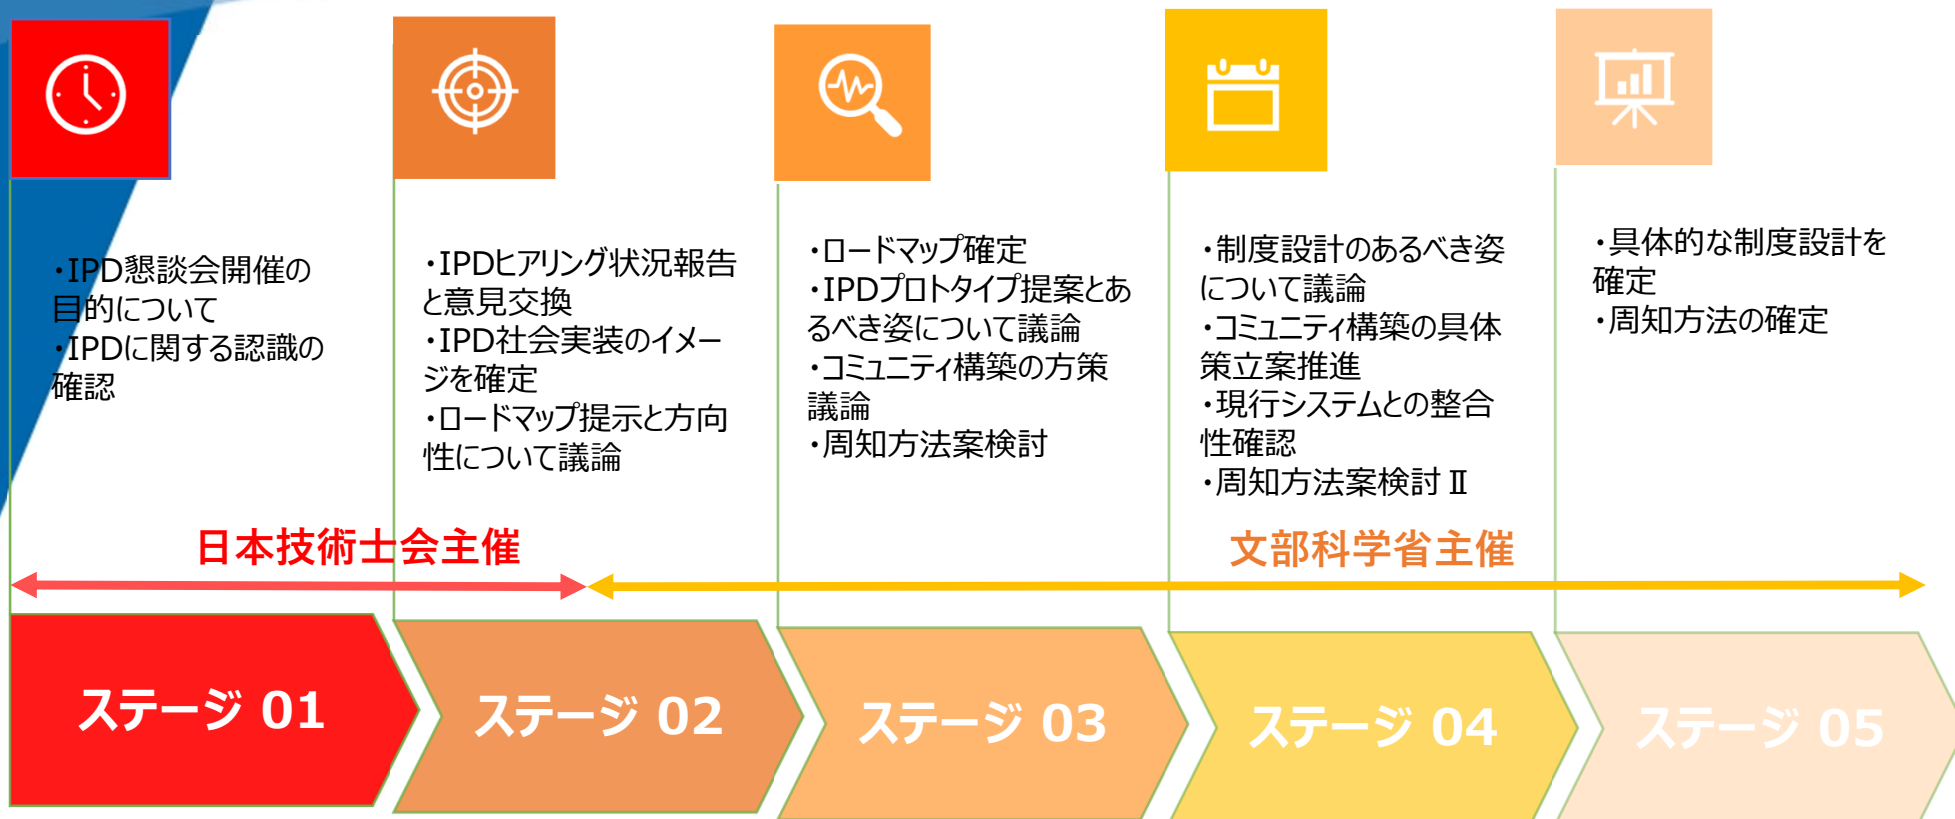 ・IPD懇談会開催の
目的について
・IPDに関する認識の
確認
・IPDヒアリング状況報告
と意見交換
・IPD社会実装のイメー
ジを確定
・ロードマップ提示と方向
性について議論
・ロードマップ確定
・IPDプロトタイプ提案とあ
るべき姿について議論
・コミュニティ構築の方策
議論
・周知方法案検討
・制度設計のあるべき姿
について議論
・コミュニティ構築の具体
策立案推進
・現行システムとの整合
性確認
・周知方法案検討Ⅱ
・具体的な制度設計を
確定
・周知方法の確定
日本技術士会主催
文部科学省主催
ステージ 01
ステージ 02
ステージ 03
ステージ 04
ステージ 05